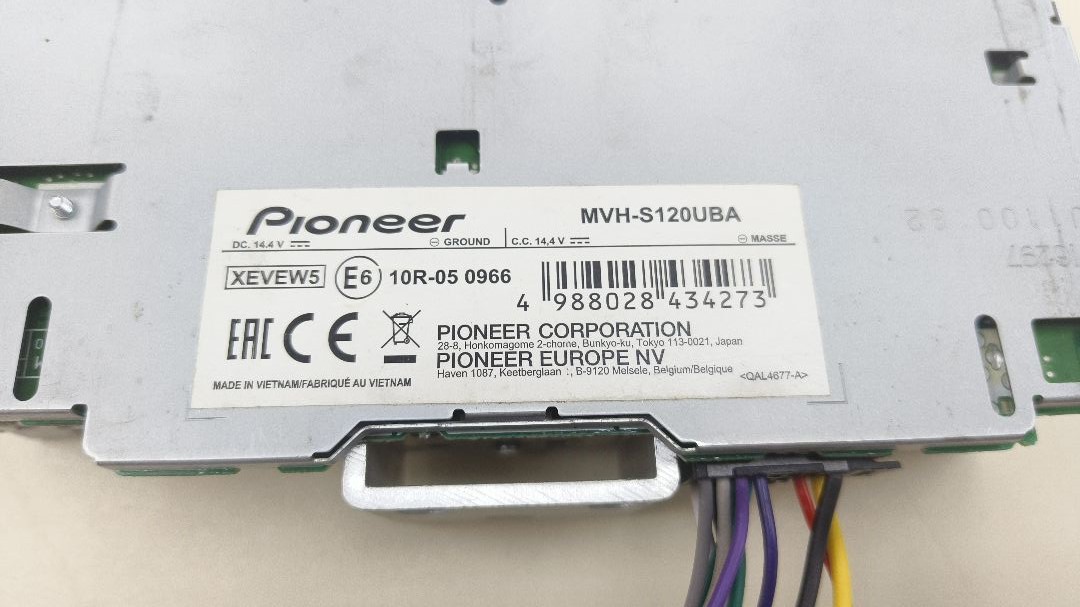 Pioneer
MVH-S120UBA
DC. 14.4 V ⎓ ⊖ GROUND C.C. 14,4 V ⎓ ⊖ MASSE
XEVEW5 E6 10R-05 0966
4 988028 434273
EAC CE
PIONEER CORPORATION
28-8, Honkomagome 2-chome, Bunkyo-ku, Tokyo 113-0021, Japan
PIONEER EUROPE NV
Haven 1087, Keetberglaan 1, B-9120 Melsele, Belgium/Belgique
<QAL4677-A>
MADE IN VIETNAM/FABRIQUÉ AU VIETNAM